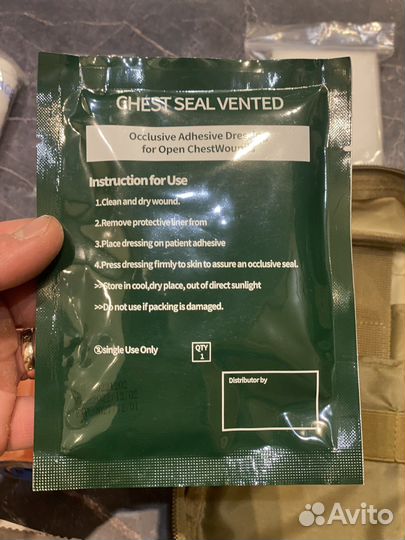 CHEST SEAL VENTED
Occlusive Adhesive
for Open ChestWound
Instruction for Use
1.Clean and dry wound.
2.Remove protective liner from
3.Place dressing on patient adhesive
4.Press dressing firmly to skin to assure an occlusive seal.
>>Store in cool,dry place, out of direct sunlight
>>Do not use if packing is damaged.
single Use Only
QTY
1
Distributor by
Avito